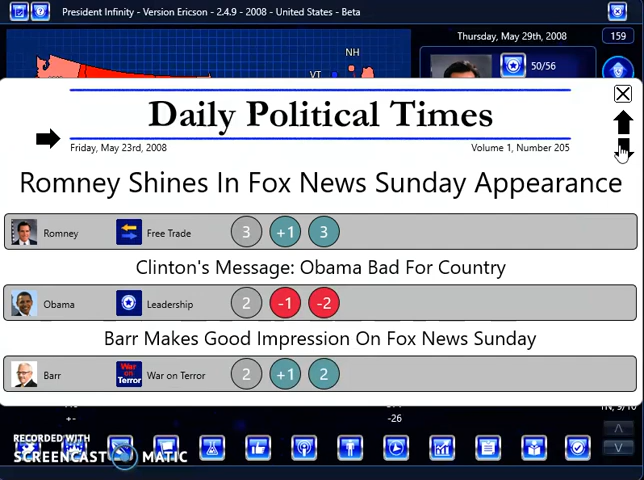 President Infinity - Version Ericson - 2.4.9 - 2008 - United States - Beta
Thursday, May 29th, 2008
159
NH
VT
50/56
Daily Political Times
Friday, May 23rd, 2008
Volume 1, Number 205
Romney Shines In Fox News Sunday Appearance
Romney Free Trade 3 +1 3
Clinton's Message: Obama Bad For Country
Obama Leadership 2 -1 -2
Barr Makes Good Impression On Fox News Sunday
Barr War on Terror War on Terror 2 +1 2
+-
-26
RECORDED WITH
SCREENCAST MATIC